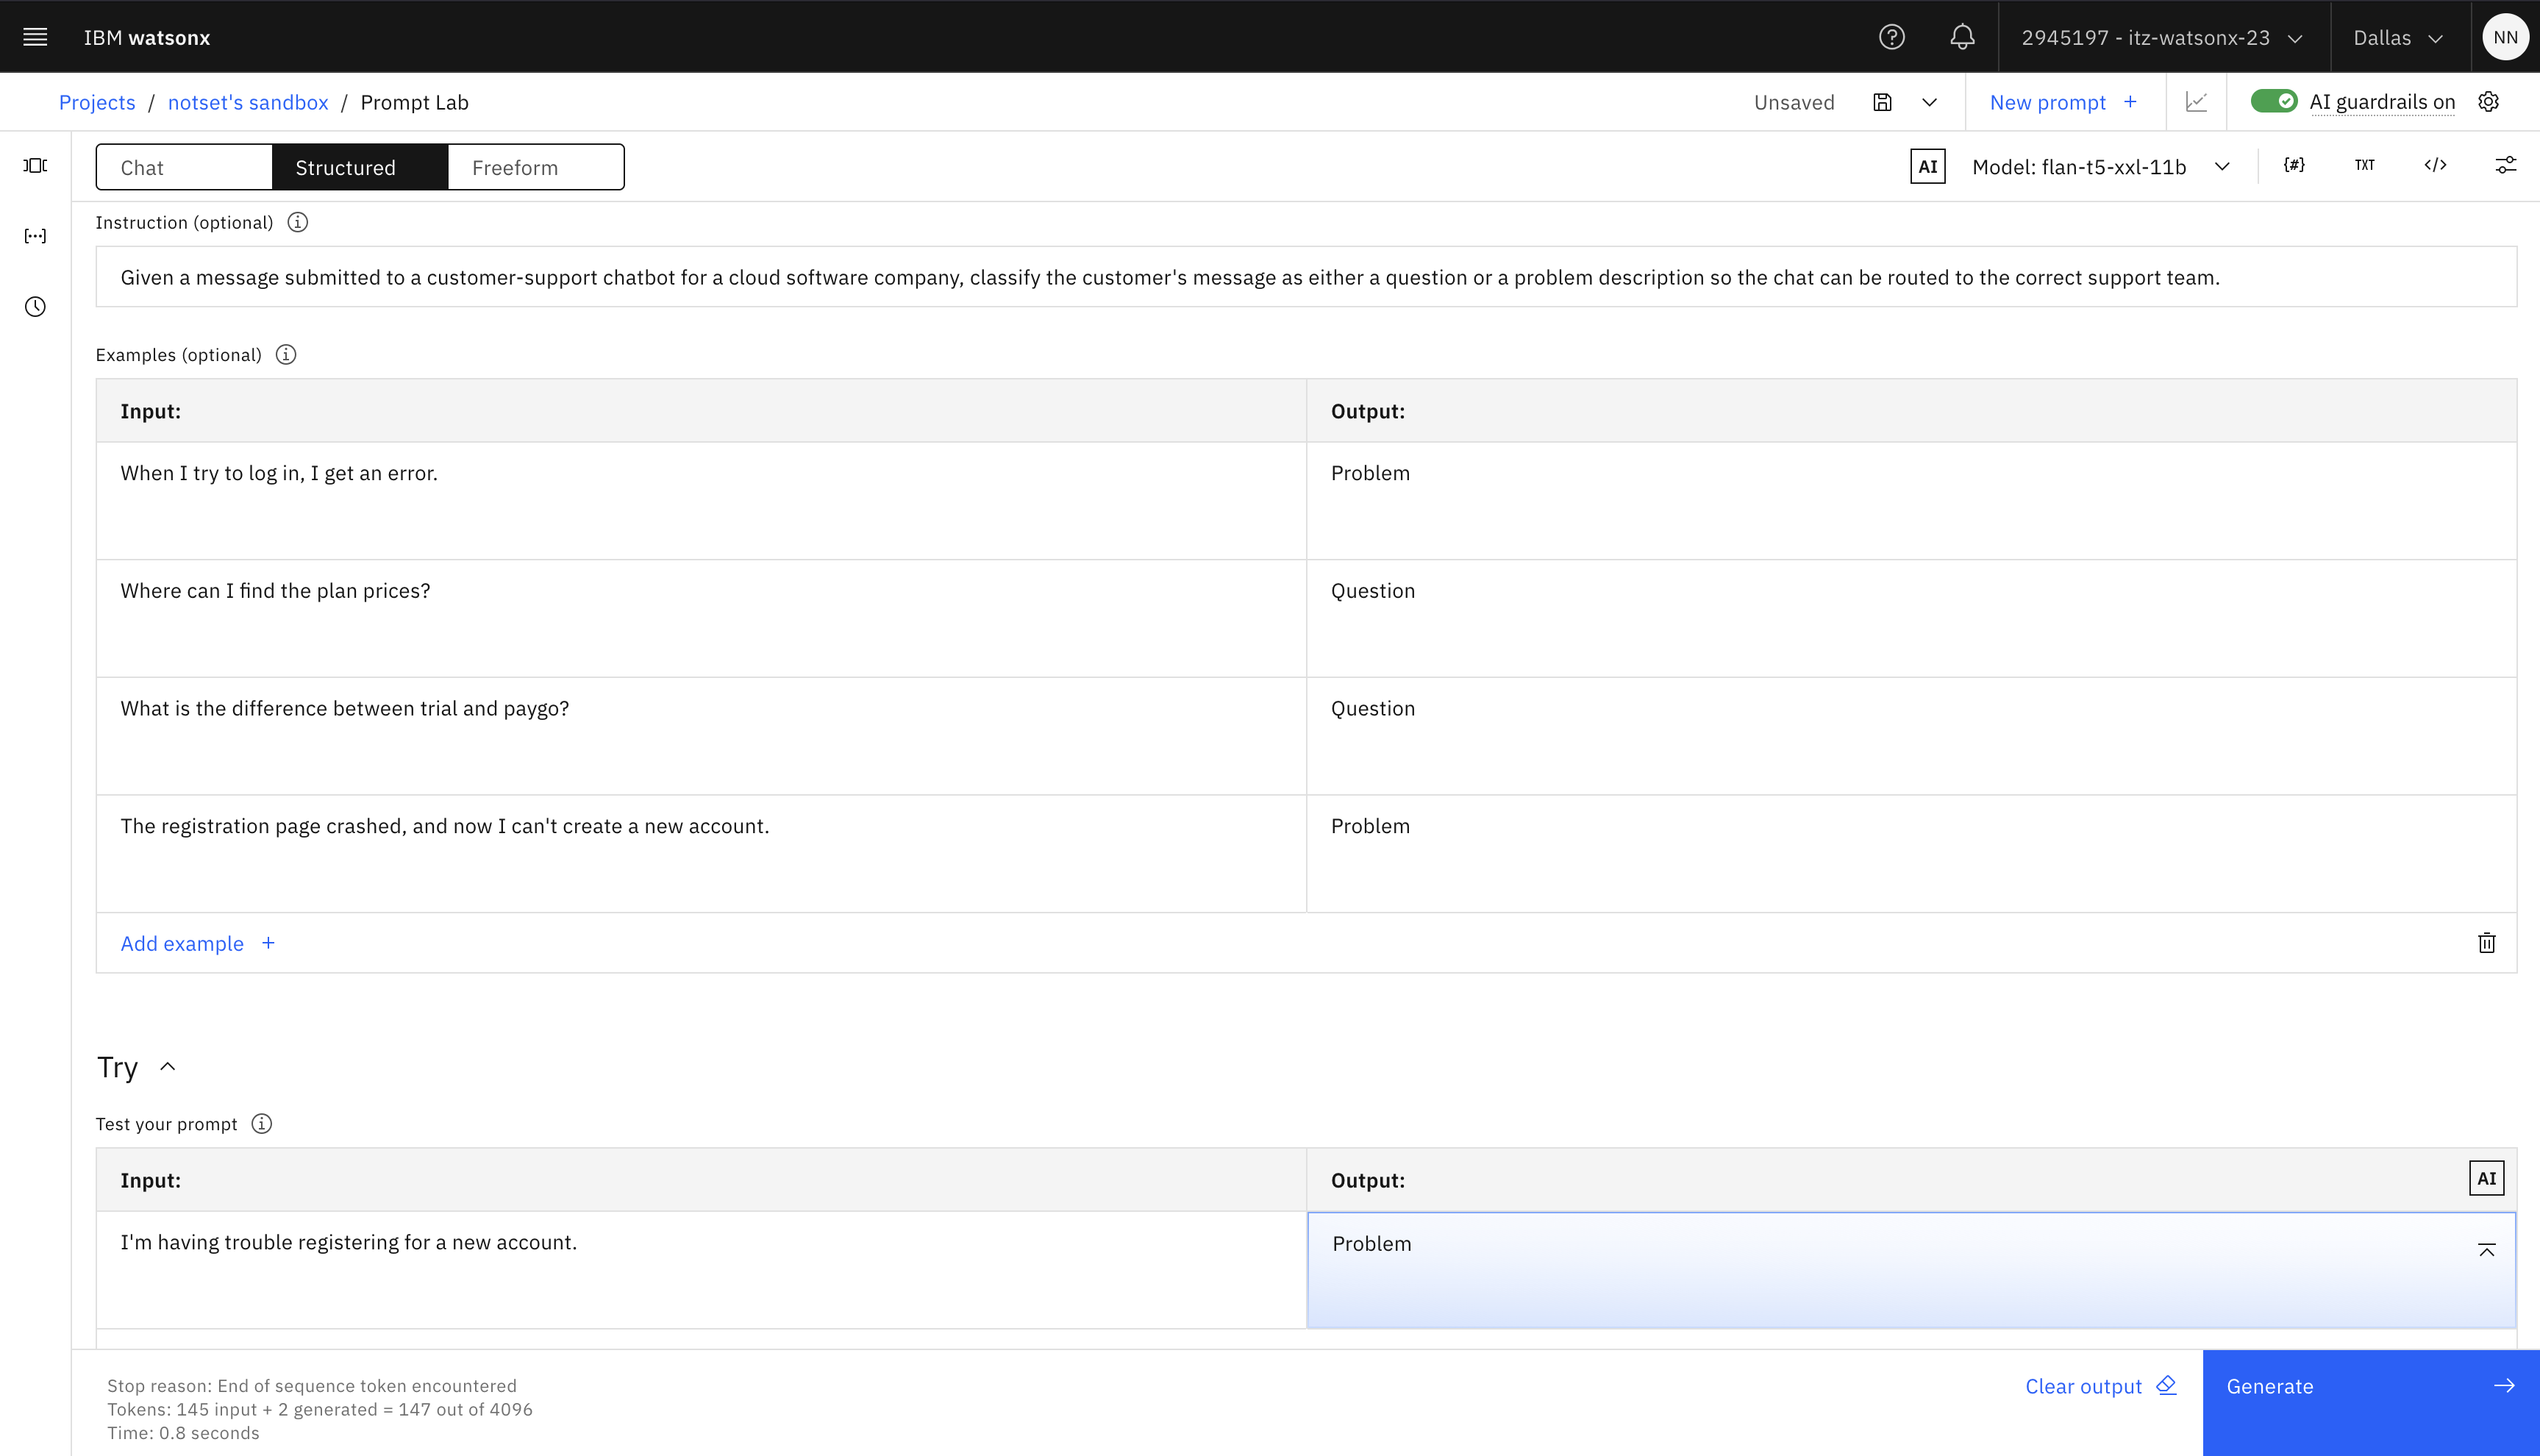 IBM watsonx
2945197 - itz-watsonx-23
Dallas
NN
Projects / notset's sandbox / Prompt Lab
Unsaved
New prompt +
AI guardrails on
Chat
Structured
Freeform
AI
Model: flan-t5-xxl-11b
{#}
TXT
</>
Instruction (optional)
Given a message submitted to a customer-support chatbot for a cloud software company, classify the customer's message as either a question or a problem description so the chat can be routed to the correct support team.
Examples (optional)
Input:
Output:
When I try to log in, I get an error.
Problem
Where can I find the plan prices?
Question
What is the difference between trial and paygo?
Question
The registration page crashed, and now I can't create a new account.
Problem
Add example +
Try
Test your prompt
Input:
Output:
AI
I'm having trouble registering for a new account.
Problem
Stop reason: End of sequence token encountered
Tokens: 145 input + 2 generated = 147 out of 4096
Time: 0.8 seconds
Clear output
Generate